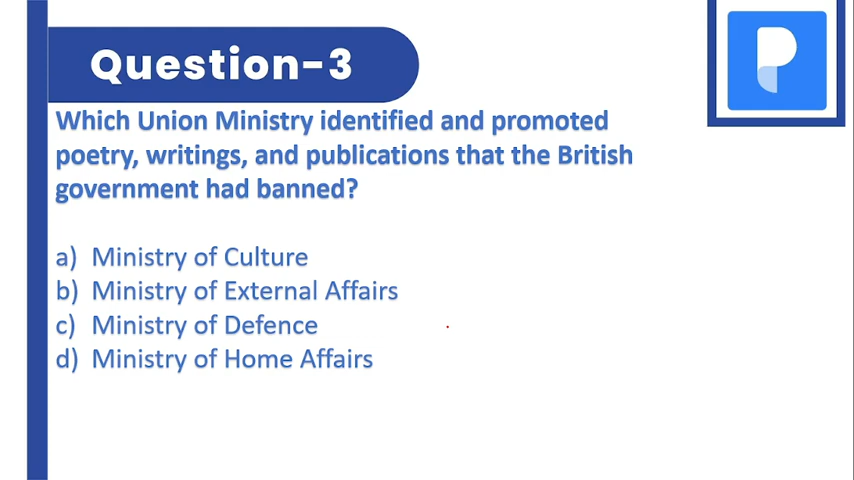 Question-3
Which Union Ministry identified and promoted
poetry, writings, and publications that the British
government had banned?
a) Ministry of Culture
b) Ministry of External Affairs
c) Ministry of Defence
d) Ministry of Home Affairs